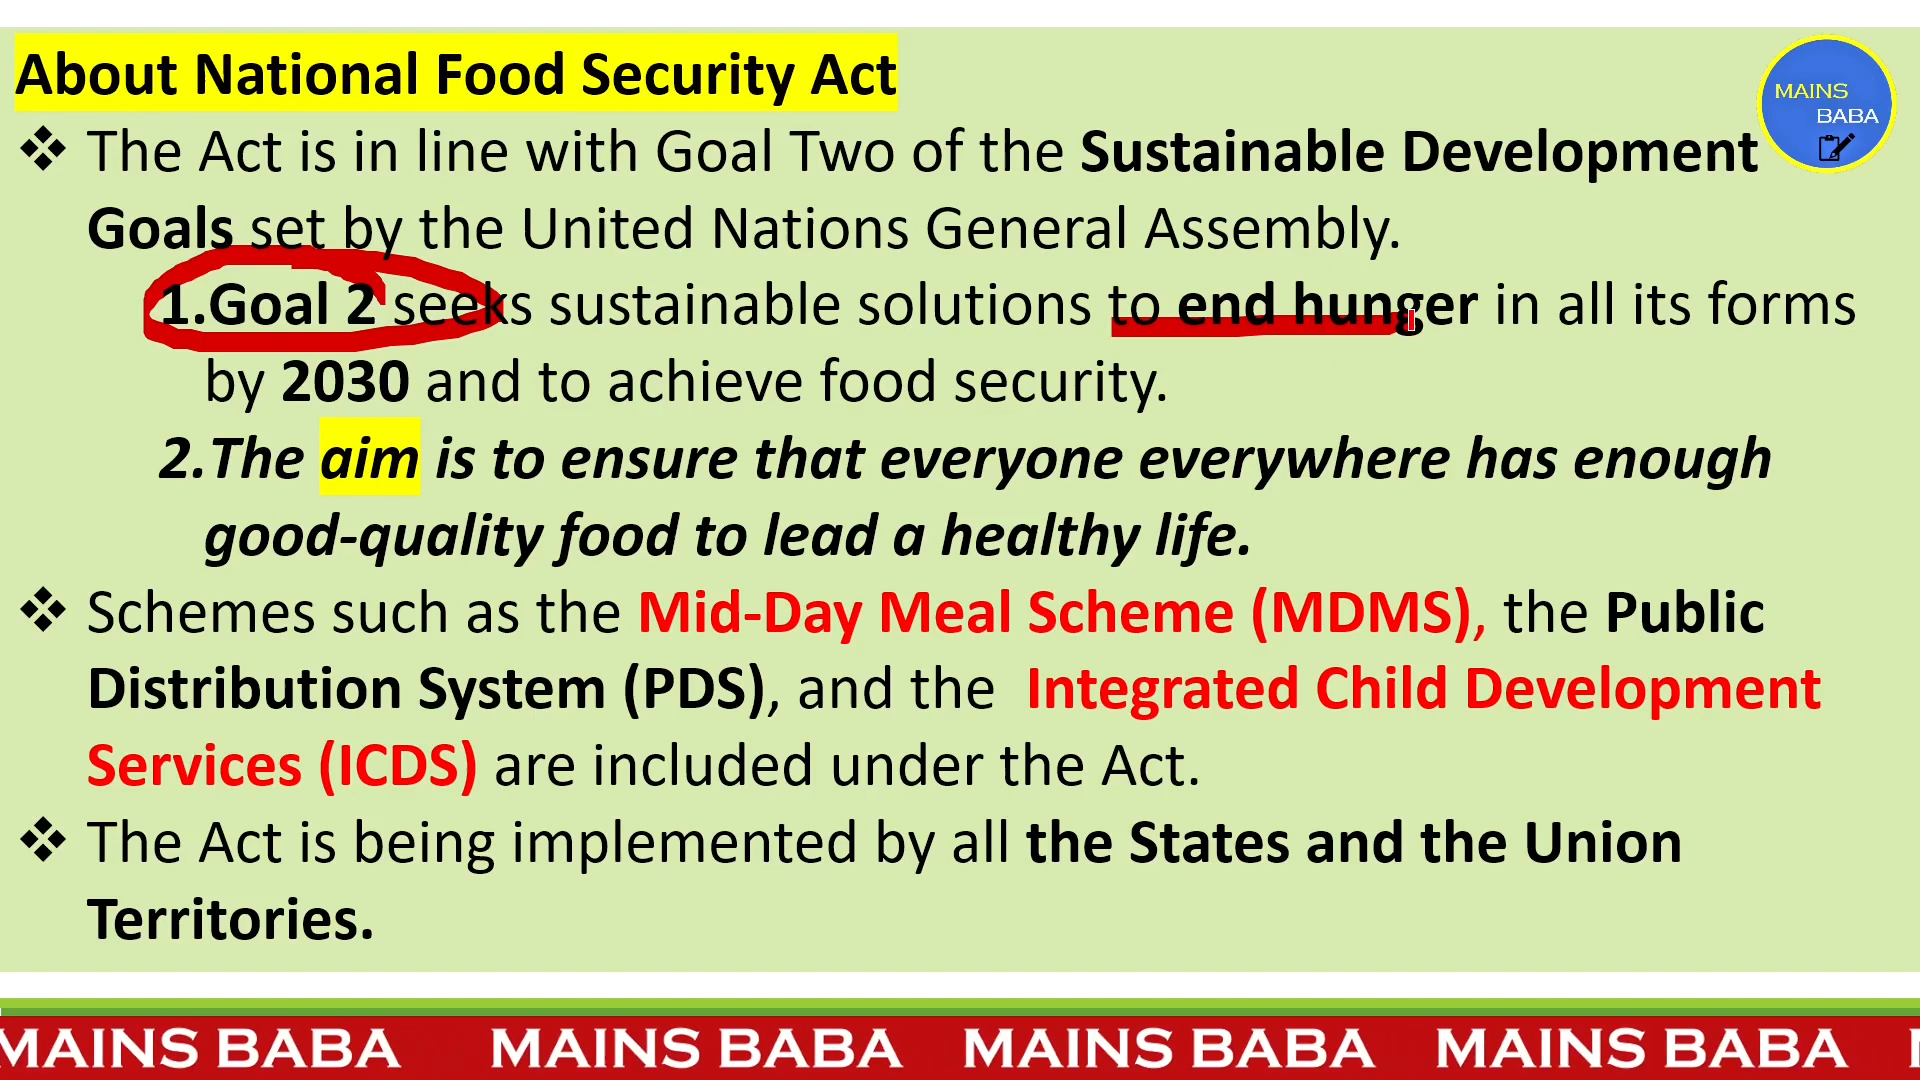 About National Food Security Act
MAINS
BABA
❖ The Act is in line with Goal Two of the Sustainable Development
Goals set by the United Nations General Assembly.
1.Goal 2 seeks sustainable solutions to end hunger in all its forms
by 2030 and to achieve food security.
2.The aim is to ensure that everyone everywhere has enough
good-quality food to lead a healthy life.
❖ Schemes such as the Mid-Day Meal Scheme (MDMS), the Public
Distribution System (PDS), and the Integrated Child Development
Services (ICDS) are included under the Act.
❖ The Act is being implemented by all the States and the Union
Territories.
MAINS BABA MAINS BABA MAINS BABA MAINS BABA